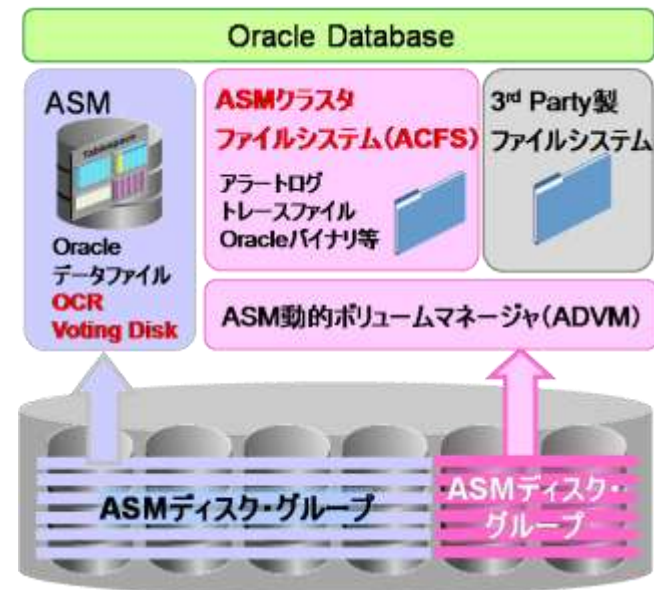 Oracle Database
ASM
Tablespace
Oracle
データファイル
OCR
Voting Disk
ASMクラスタ
ファイルシステム(ACFS)
アラートログ
トレースファイル
Oracleバイナリ等
3rd Party製
ファイルシステム
ASM動的ボリュームマネージャ(ADVM)
ASMディスク・グループ
ASMディスク・
グループ